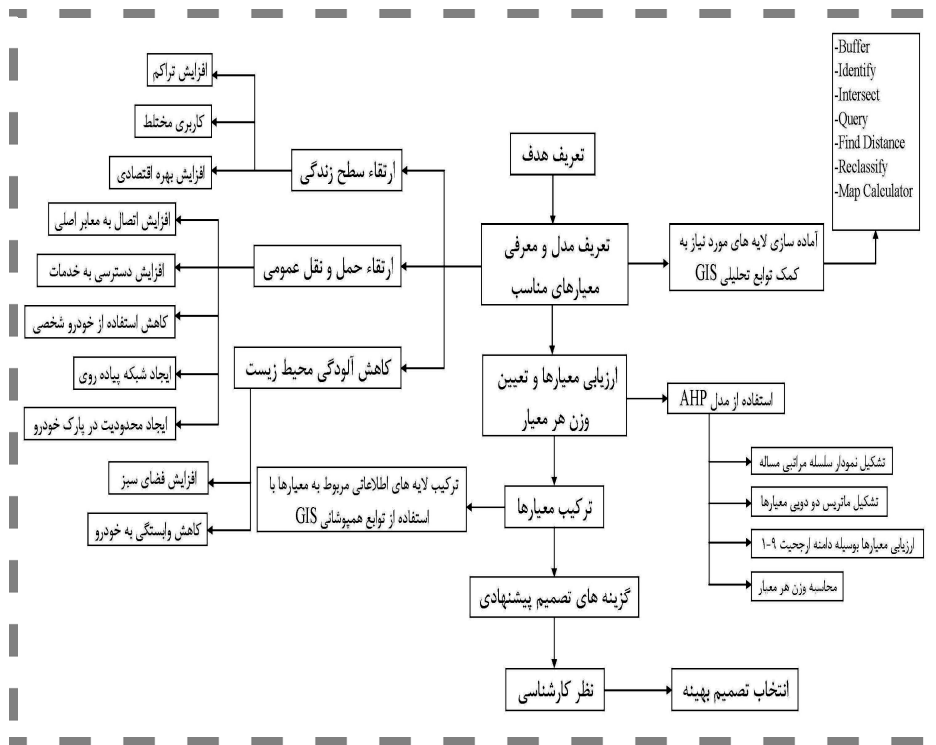 تعریف هدف
تعریف مدل و معرفی
معیارهای مناسب
آماده سازی لایه های مورد نیاز به
کمک توابع تحلیلی GIS
-Buffer
-Identify
-Intersect
-Query
-Find Distance
-Reclassify
-Map Calculator
ارتقاء سطح زندگی
افزایش تراکم
کاربری مختلط
افزایش بهره اقتصادی
ارتقاء حمل و نقل عمومی
افزایش اتصال به معابر اصلی
افزایش دسترسی به خدمات
کاهش استفاده از خودرو شخصی
ایجاد شبکه پیاده روی
ایجاد محدودیت در پارک خودرو
کاهش آلودگی محیط زیست
افزایش فضای سبز
کاهش وابستگی به خودرو
ارزیابی معیارها و تعیین
وزن هر معیار
استفاده از مدل AHP
تشکیل نمودار سلسله مراتبی مساله
تشکیل ماتریس دو دویی معیارها
ارزیابی معیارها بوسیله دامنه ارجحیت ۹-۱
محاسبه وزن هر معیار
ترکیب معیارها
ترکیب لایه های اطلاعاتی مربوط به معیارها با
استفاده از توابع همپوشانی GIS
گزینه های تصمیم پیشنهادی
نظر کارشناسی
انتخاب تصمیم بهینه